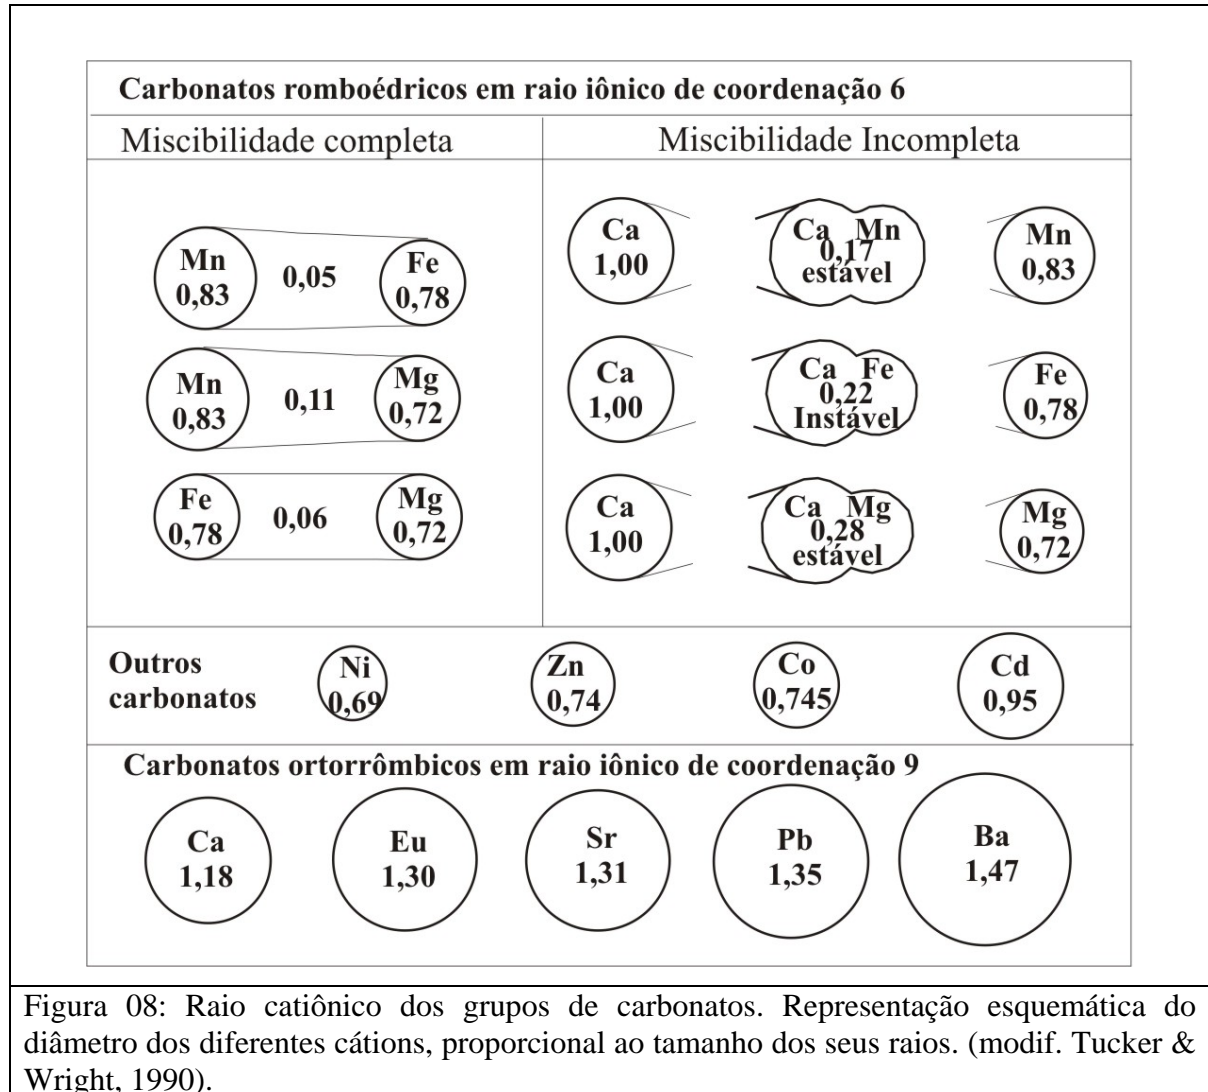 Carbonatos romboédricos em raio iônico de coordenação 6
Miscibilidade completa
Miscibilidade Incompleta
Mn
0,83
0,05
Fe
0,78
Mn
0,83
0,11
Mg
0,72
Fe
0,78
0,06
Mg
0,72
Ca
1,00
Ca Mn
0,17
estável
Mn
0,83
Ca
1,00
Ca Fe
0,22
Instável
Fe
0,78
Ca
1,00
Ca Mg
0,28
estável
Mg
0,72
Outros
carbonatos
Ni
0,69
Zn
0,74
Co
0,745
Cd
0,95
Carbonatos ortorrômbicos em raio iônico de coordenação 9
Ca
1,18
Eu
1,30
Sr
1,31
Pb
1,35
Ba
1,47
Figura 08: Raio catiônico dos grupos de carbonatos. Representação esquemática do
diâmetro dos diferentes cátions, proporcional ao tamanho dos seus raios. (modif. Tucker &
Wright, 1990).